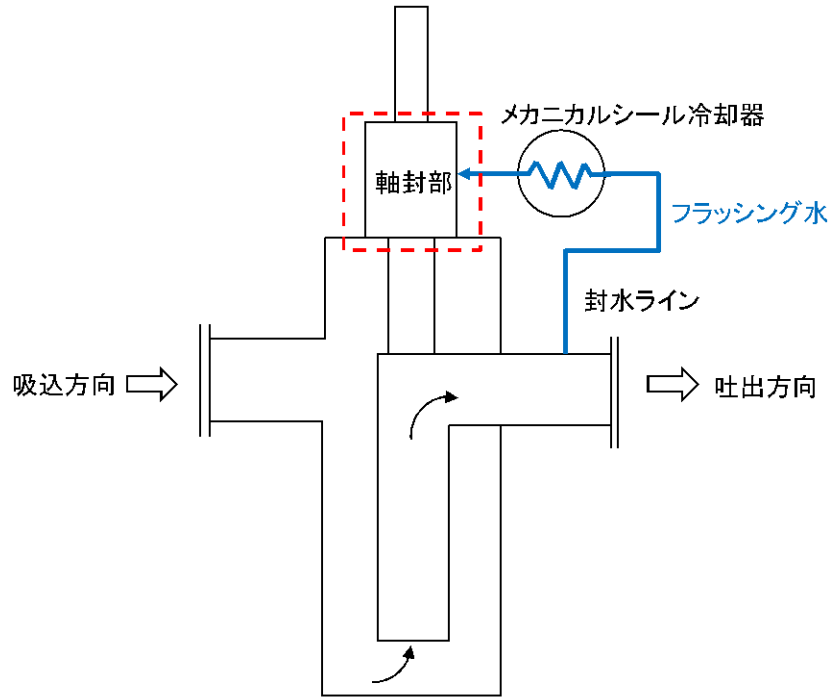 メカニカルシール冷却器
軸封部
フラッシング水
封水ライン
吸込方向
吐出方向